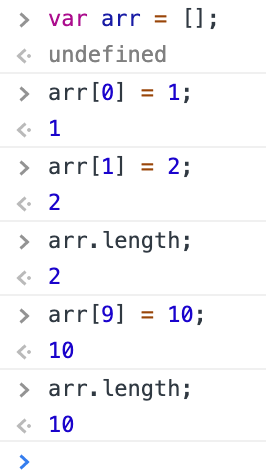 > var arr = [];
<· undefined
> arr[0] = 1;
<· 1
> arr[1] = 2;
<· 2
> arr.length;
<· 2
> arr[9] = 10;
<· 10
> arr.length;
<· 10
>